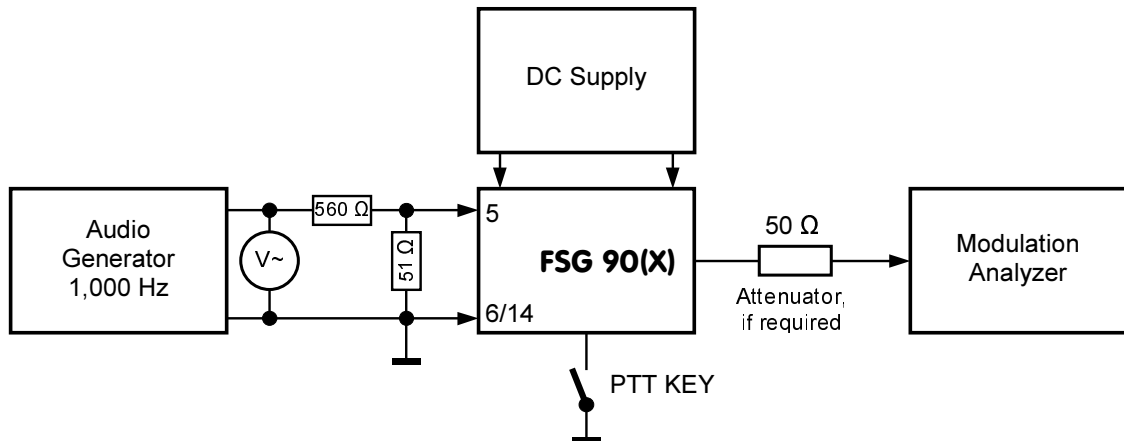 DC Supply
Audio
Generator
1,000 Hz
560 Ω
V~
51 Ω
5
6/14
FSG 90(X)
PTT KEY
50 Ω
Attenuator,
if required
Modulation
Analyzer